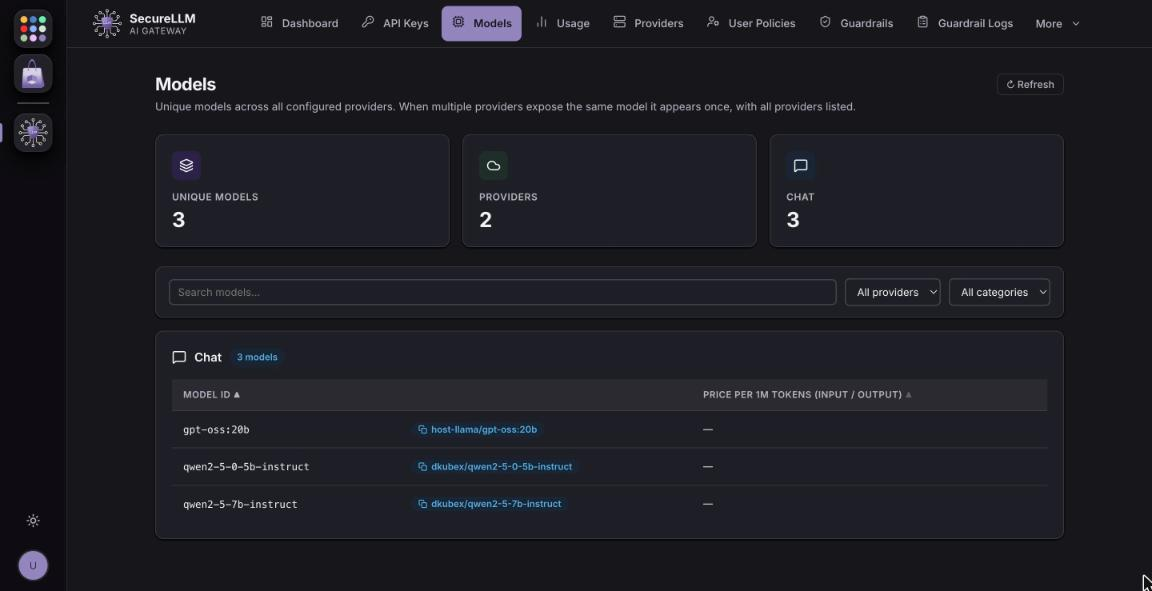 SecureLLM
AI GATEWAY
Dashboard
API Keys
Models
Usage
Providers
User Policies
Guardrails
Guardrail Logs
More
Models
Refresh
Unique models across all configured providers. When multiple providers expose the same model it appears once, with all providers listed.
UNIQUE MODELS
3
PROVIDERS
2
CHAT
3
Search models...
All providers
All categories
Chat 3 models
MODEL ID ▲ PRICE PER 1M TOKENS (INPUT / OUTPUT) ▲
gpt-oss:20b host-llama/gpt-oss:20b —
qwen2-5-0-5b-instruct dkubex/qwen2-5-0-5b-instruct —
qwen2-5-7b-instruct dkubex/qwen2-5-7b-instruct —
U